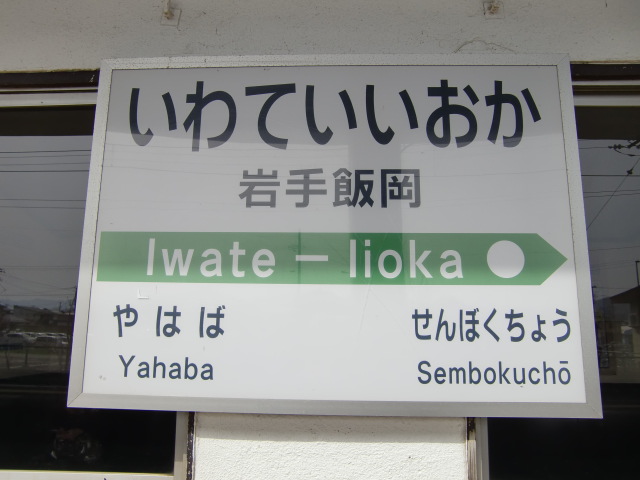 いわていいおか
岩手飯岡
Iwate－Iioka
やはば
せんぼくちょう
Yahaba
Sembokuchō